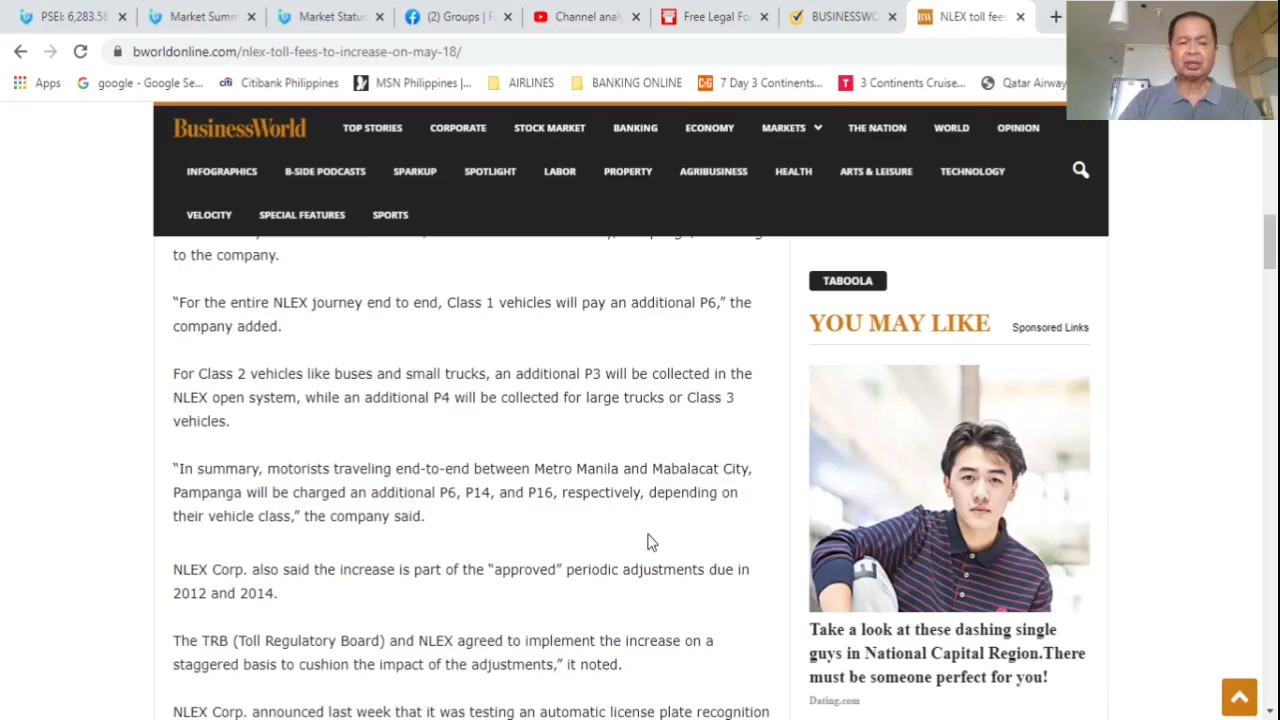 PSEi: 6,283.58
Market Summ
Market Status
(2) Groups | Fa
Channel analy
Free Legal Fo
BUSINESSWO
NLEX toll fees
bworldonline.com/nlex-toll-fees-to-increase-on-may-18/
Apps
google - Google Se...
Citibank Philippines
MSN Philippines |...
AIRLINES
BANKING ONLINE
7 Day 3 Continents...
3 Continents Cruise...
Qatar Airway
BusinessWorld
TOP STORIES
CORPORATE
STOCK MARKET
BANKING
ECONOMY
MARKETS
THE NATION
WORLD
OPINION
INFOGRAPHICS
B-SIDE PODCASTS
SPARKUP
SPOTLIGHT
LABOR
PROPERTY
AGRIBUSINESS
HEALTH
ARTS & LEISURE
TECHNOLOGY
VELOCITY
SPECIAL FEATURES
SPORTS
to the company.
“For the entire NLEX journey end to end, Class 1 vehicles will pay an additional P6,” the
company added.
For Class 2 vehicles like buses and small trucks, an additional P3 will be collected in the
NLEX open system, while an additional P4 will be collected for large trucks or Class 3
vehicles.
“In summary, motorists traveling end-to-end between Metro Manila and Mabalacat City,
Pampanga will be charged an additional P6, P14, and P16, respectively, depending on
their vehicle class,” the company said.
NLEX Corp. also said the increase is part of the “approved” periodic adjustments due in
2012 and 2014.
The TRB (Toll Regulatory Board) and NLEX agreed to implement the increase on a
staggered basis to cushion the impact of the adjustments,” it noted.
NLEX Corp. announced last week that it was testing an automatic license plate recognition
TABOOLA
YOU MAY LIKE
Sponsored Links
Take a look at these dashing single
guys in National Capital Region.There
must be someone perfect for you!
Dating.com